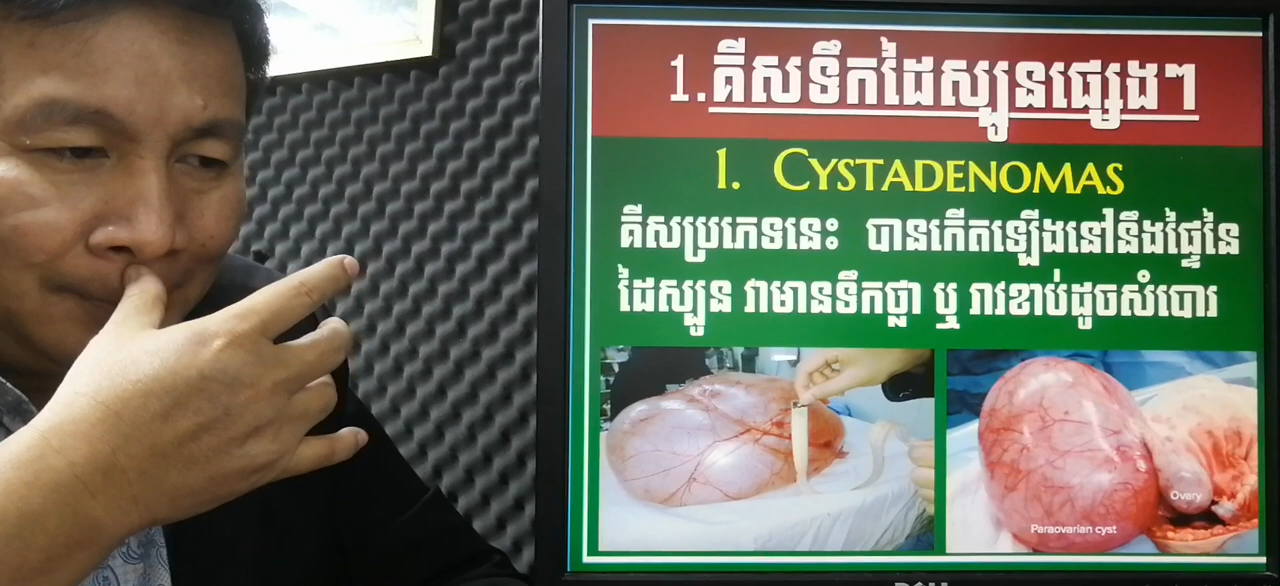 1.គីសទឹកដៃស្បូនផ្សេងៗ
1. CYSTADENOMAS
គីសប្រភេទនេះ បានកើតឡើងនៅនឹងផ្ទៃនៃ
ដៃស្បូន វាមានទឹកថ្លា ឬ រាវខាប់ដូចសំបោរ
Ovary
Paraovarian cyst